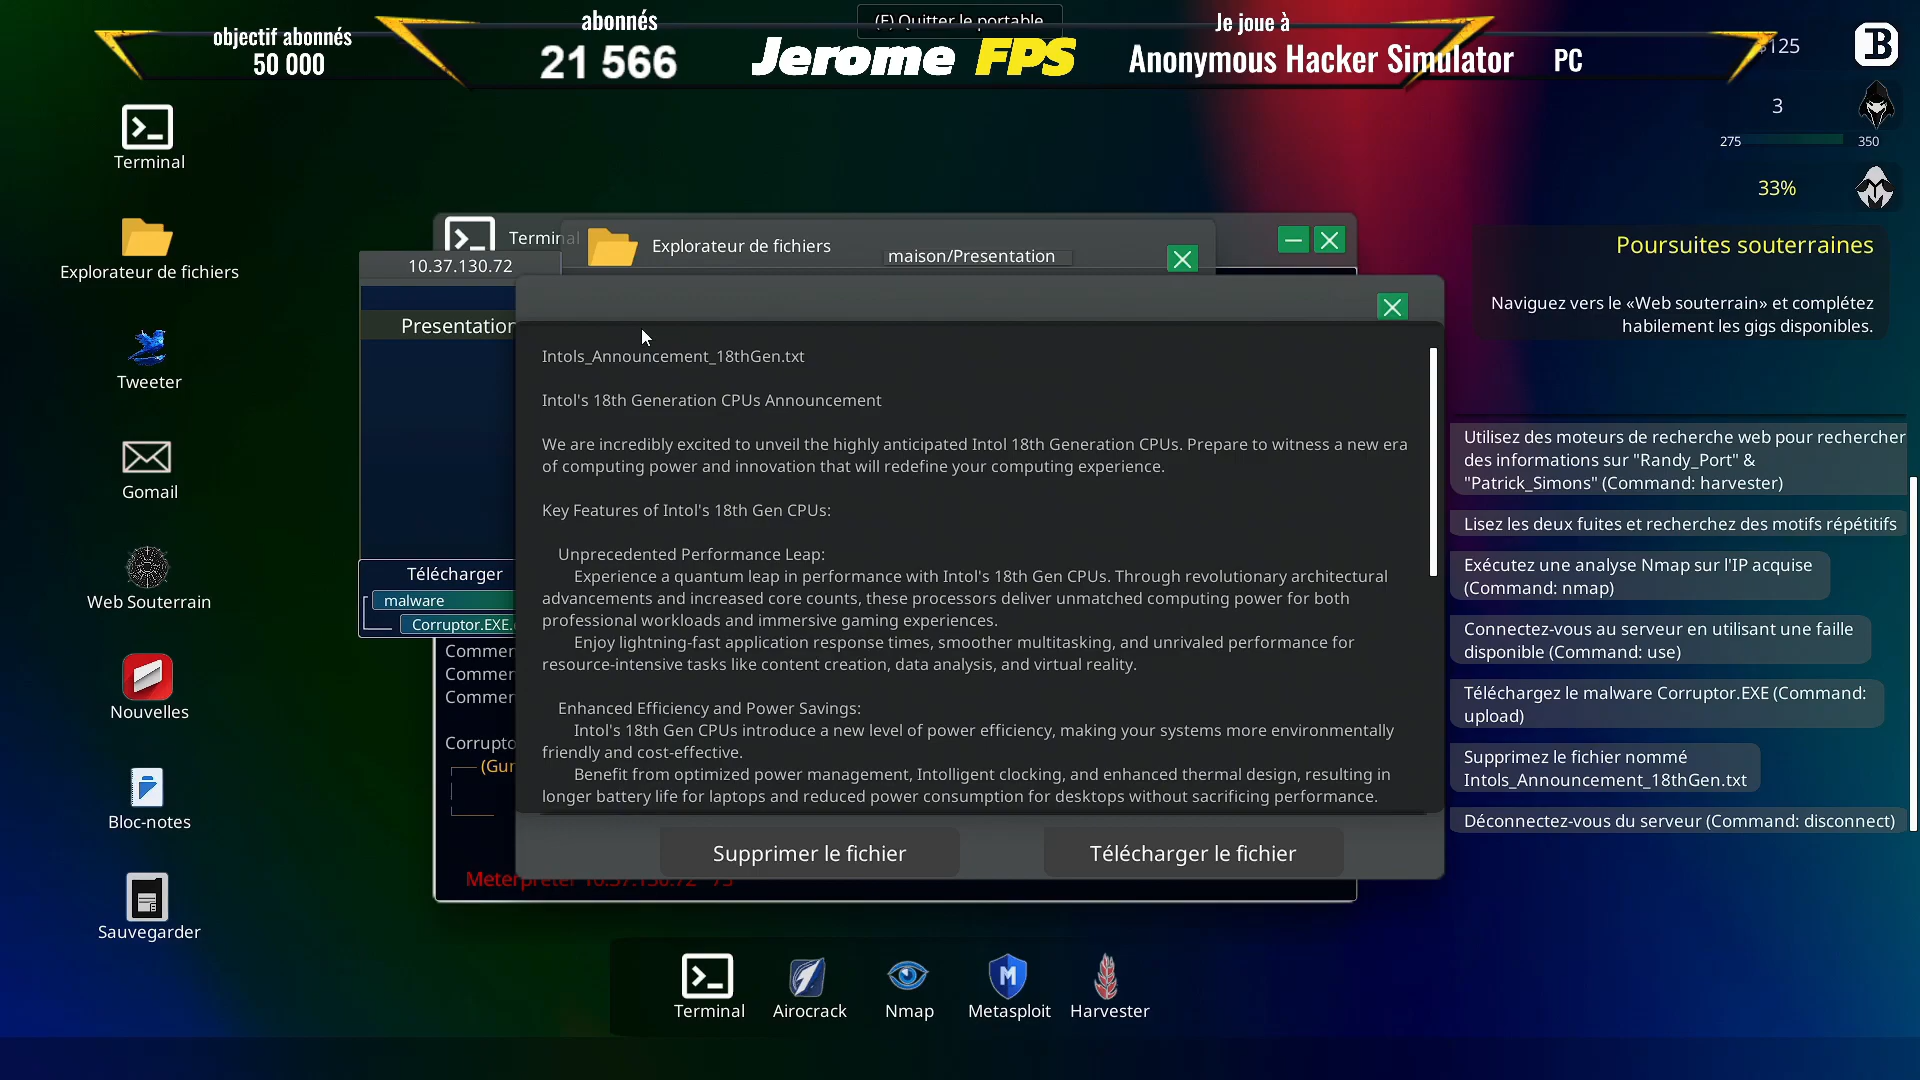 objectif abonnés
50 000
abonnés
21 566
(E) Quitter le portable
Jerome FPS
Je joue à
Anonymous Hacker Simulator
PC
125
B
3
275
350
33%
Terminal
Explorateur de fichiers
Tweeter
Gomail
Web Souterrain
Nouvelles
Bloc-notes
Sauvegarder
Terminal
Explorateur de fichiers
maison/Presentation
10.37.130.72
Presentation
Télécharger
malware
Corruptor.EXE.
Commen
Commen
Commen
Corrupto
(Gur
Meterpreter 10.37.130.72
Intols_Announcement_18thGen.txt
Intol's 18th Generation CPUs Announcement
We are incredibly excited to unveil the highly anticipated Intol 18th Generation CPUs. Prepare to witness a new era
of computing power and innovation that will redefine your computing experience.
Key Features of Intol's 18th Gen CPUs:
Unprecedented Performance Leap:
Experience a quantum leap in performance with Intol's 18th Gen CPUs. Through revolutionary architectural
advancements and increased core counts, these processors deliver unmatched computing power for both
professional workloads and immersive gaming experiences.
Enjoy lightning-fast application response times, smoother multitasking, and unrivaled performance for
resource-intensive tasks like content creation, data analysis, and virtual reality.
Enhanced Efficiency and Power Savings:
Intol's 18th Gen CPUs introduce a new level of power efficiency, making your systems more environmentally
friendly and cost-effective.
Benefit from optimized power management, Intolligent clocking, and enhanced thermal design, resulting in
longer battery life for laptops and reduced power consumption for desktops without sacrificing performance.
Supprimer le fichier
Télécharger le fichier
Poursuites souterraines
Naviguez vers le «Web souterrain» et complétez
habilement les gigs disponibles.
Utilisez des moteurs de recherche web pour rechercher
des informations sur "Randy_Port" &
"Patrick_Simons" (Command: harvester)
Lisez les deux fuites et recherchez des motifs répétitifs
Exécutez une analyse Nmap sur l'IP acquise
(Command: nmap)
Connectez-vous au serveur en utilisant une faille
disponible (Command: use)
Téléchargez le malware Corruptor.EXE (Command:
upload)
Supprimez le fichier nommé
Intols_Announcement_18thGen.txt
Déconnectez-vous du serveur (Command: disconnect)
Terminal
Airocrack
Nmap
M
Metasploit
Harvester